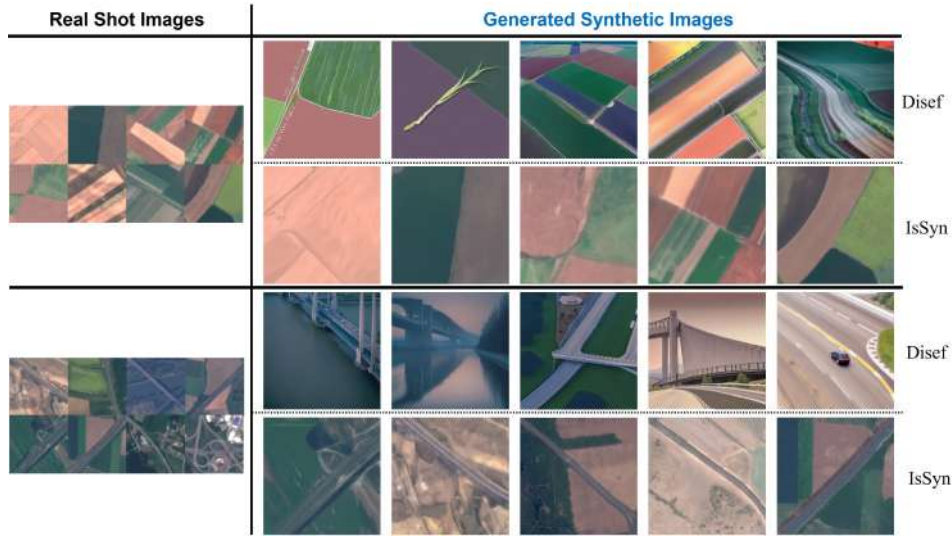 Real Shot Images
Generated Synthetic Images
Disef
IsSyn
Disef
IsSyn